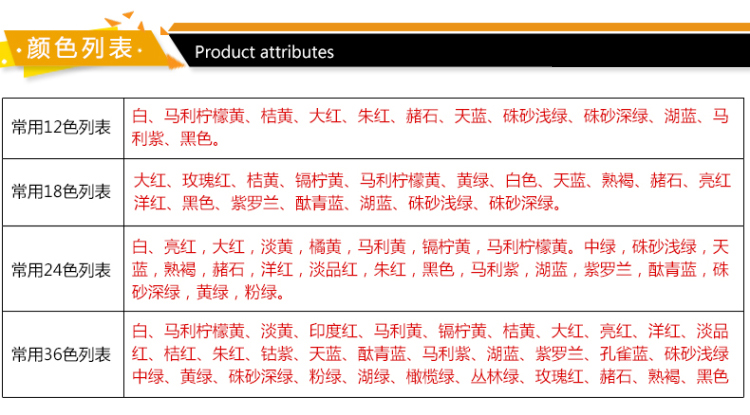 ·颜色列表·
Product attributes
常用12色列表
白、马利柠檬黄、桔黄、大红、朱红、赭石、天蓝、硃砂浅绿、硃砂深绿、湖蓝、马
利紫、黑色。
常用18色列表
大红、玫瑰红、桔黄、镉柠黄、马利柠檬黄、黄绿、白色、天蓝、熟褐、赭石、亮红
洋红、黑色、紫罗兰、酞青蓝、湖蓝、硃砂浅绿、硃砂深绿。
常用24色列表
白、亮红，大红，淡黄，橘黄，马利黄，镉柠黄，马利柠檬黄。中绿，硃砂浅绿，天
蓝，熟褐，赭石，洋红，淡品红，朱红，黑色，马利紫，湖蓝，紫罗兰，酞青蓝，硃
砂深绿，黄绿，粉绿。
常用36色列表
白、马利柠檬黄、淡黄、印度红、马利黄、镉柠黄、桔黄、大红、亮红、洋红、淡品
红、桔红、朱红、钴紫、天蓝、酞青蓝、马利紫、湖蓝、紫罗兰、孔雀蓝、硃砂浅绿
中绿、黄绿、硃砂深绿、粉绿、湖绿、橄榄绿、丛林绿、玫瑰红、赭石、熟褐、黑色